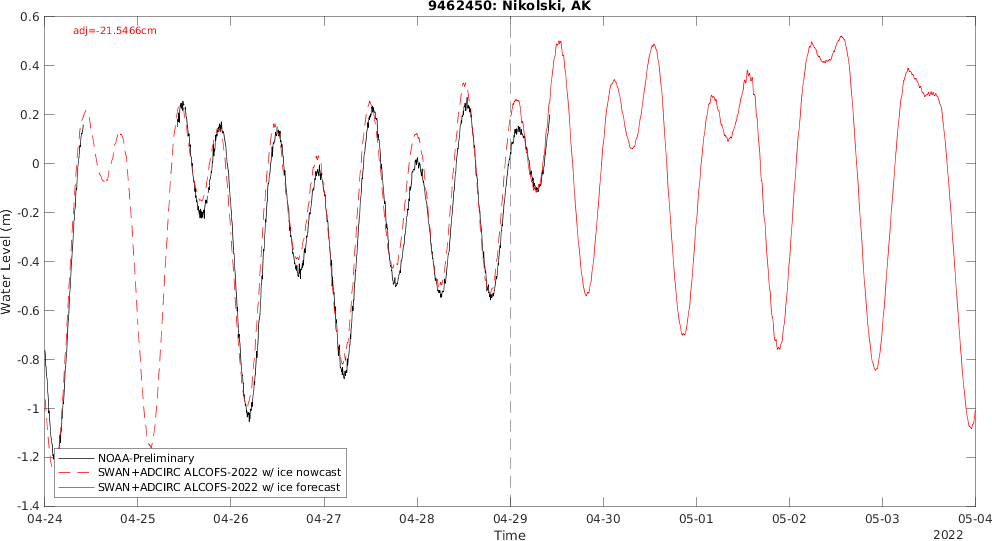 9462450: Nikolski, AK
adj=-21.5466cm
Water Level (m)
0.6
0.4
0.2
0
-0.2
-0.4
-0.6
-0.8
-1
-1.2
-1.4
NOAA-Preliminary
SWAN+ADCIRC ALCOFS-2022 w/ ice nowcast
SWAN+ADCIRC ALCOFS-2022 w/ ice forecast
04-24 04-25 04-26 04-27 04-28 04-29 04-30 05-01 05-02 05-03 05-04
Time
2022